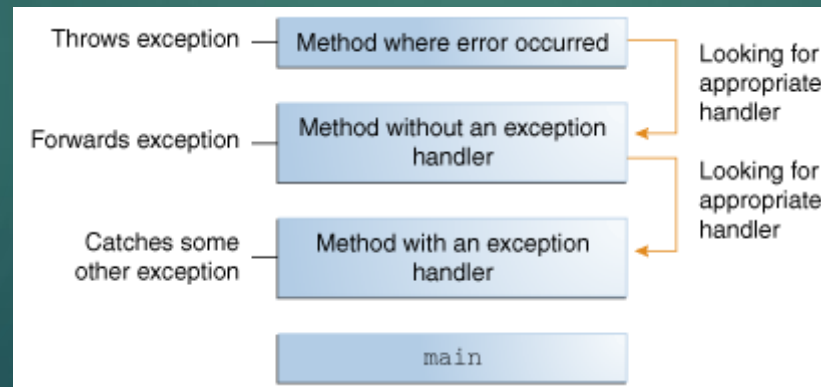 Throws exception
Method where error occurred
Looking for
appropriate
handler
Forwards exception
Method without an exception
handler
Looking for
appropriate
handler
Catches some
other exception
Method with an exception
handler
main